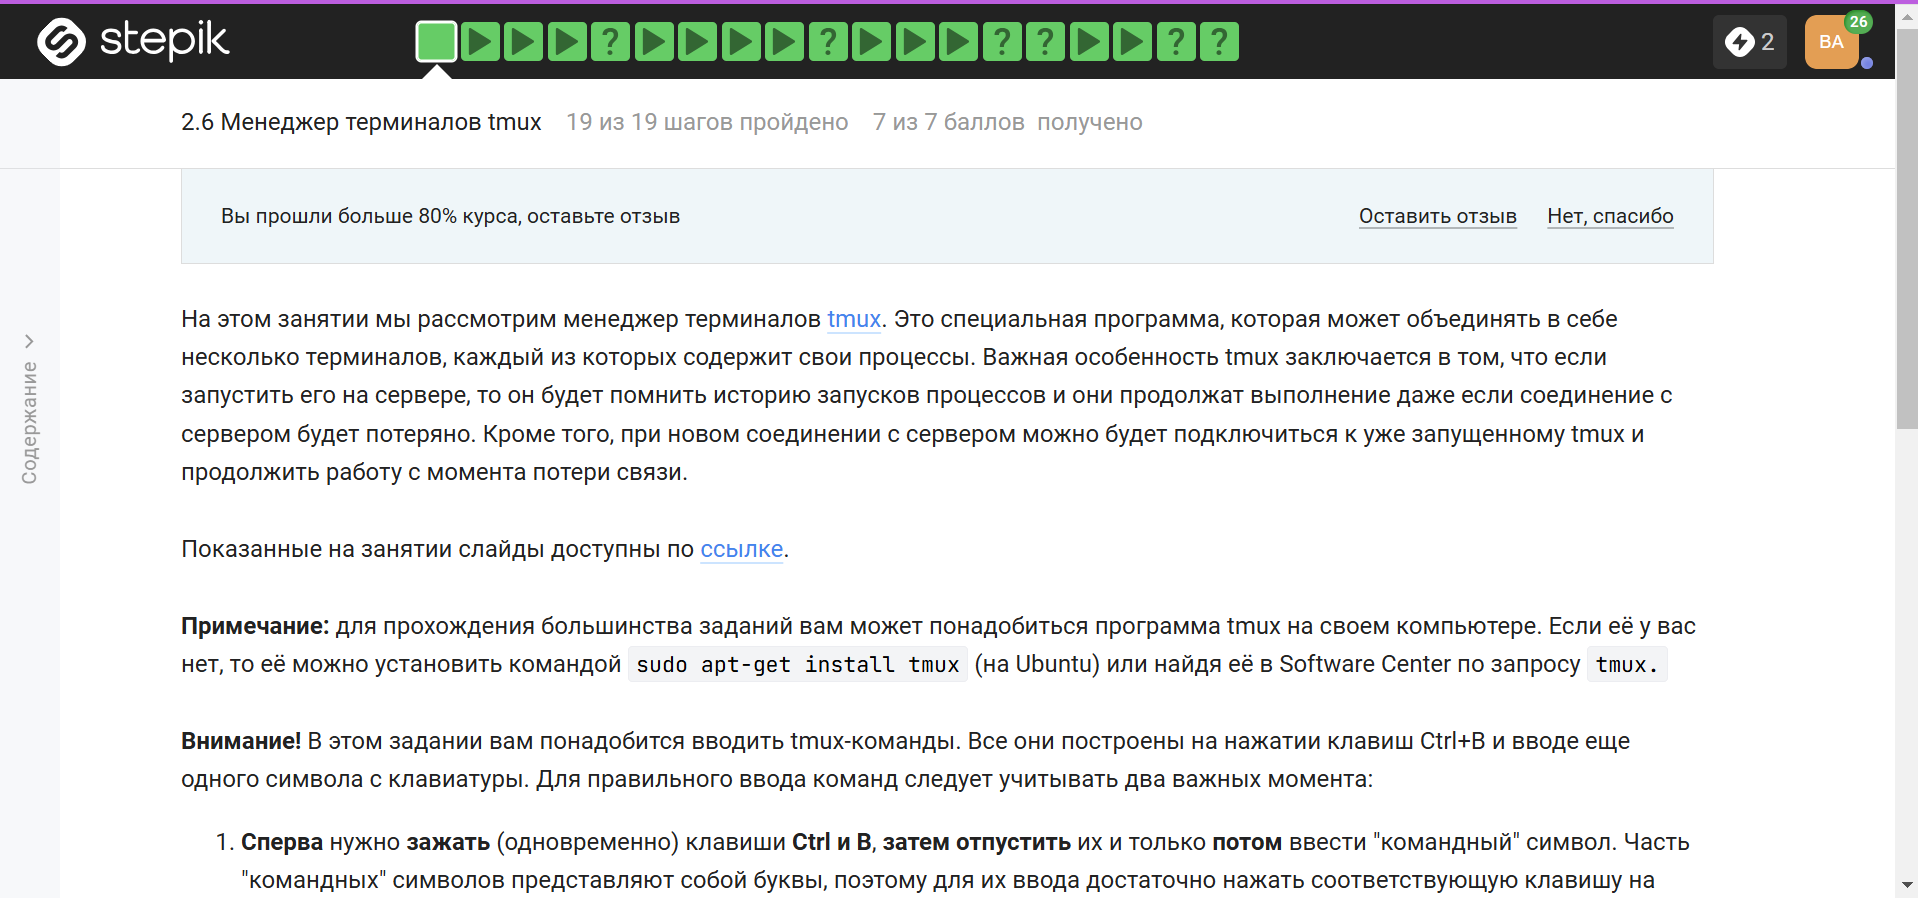 stepik
? ? ? ? ? ?
2
BA
26
2.6 Менеджер терминалов tmux 19 из 19 шагов пройдено 7 из 7 баллов получено
Содержание
Вы прошли больше 80% курса, оставьте отзыв Оставить отзыв Нет, спасибо
На этом занятии мы рассмотрим менеджер терминалов tmux. Это специальная программа, которая может объединять в себе
несколько терминалов, каждый из которых содержит свои процессы. Важная особенность tmux заключается в том, что если
запустить его на сервере, то он будет помнить историю запусков процессов и они продолжат выполнение даже если соединение с
сервером будет потеряно. Кроме того, при новом соединении с сервером можно будет подключиться к уже запущенному tmux и
продолжить работу с момента потери связи.
Показанные на занятии слайды доступны по ссылке.
Примечание: для прохождения большинства заданий вам может понадобиться программа tmux на своем компьютере. Если её у вас
нет, то её можно установить командой sudo apt-get install tmux (на Ubuntu) или найдя её в Software Center по запросу tmux.
Внимание! В этом задании вам понадобится вводить tmux-команды. Все они построены на нажатии клавиш Ctrl+B и вводе еще
одного символа с клавиатуры. Для правильного ввода команд следует учитывать два важных момента:
1. Сперва нужно зажать (одновременно) клавиши Ctrl и B, затем отпустить их и только потом ввести "командный" символ. Часть
"командных" символов представляют собой буквы, поэтому для их ввода достаточно нажать соответствующую клавишу на